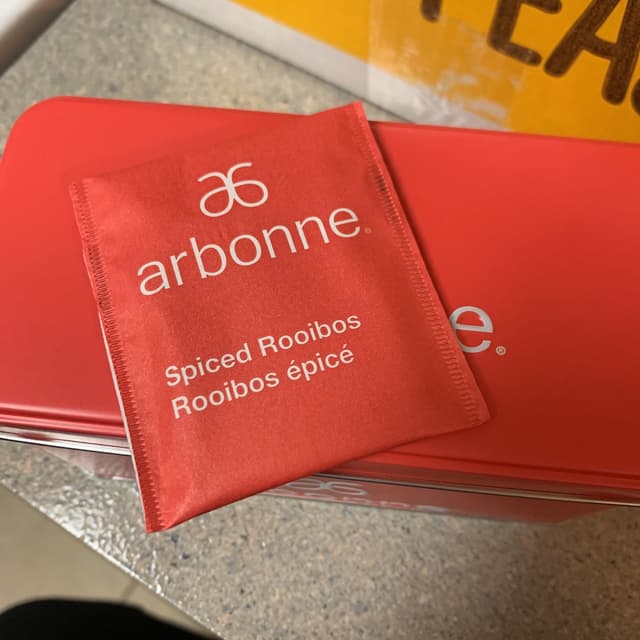 arbonne®
Spiced Rooibos
Rooibos épicé
e®